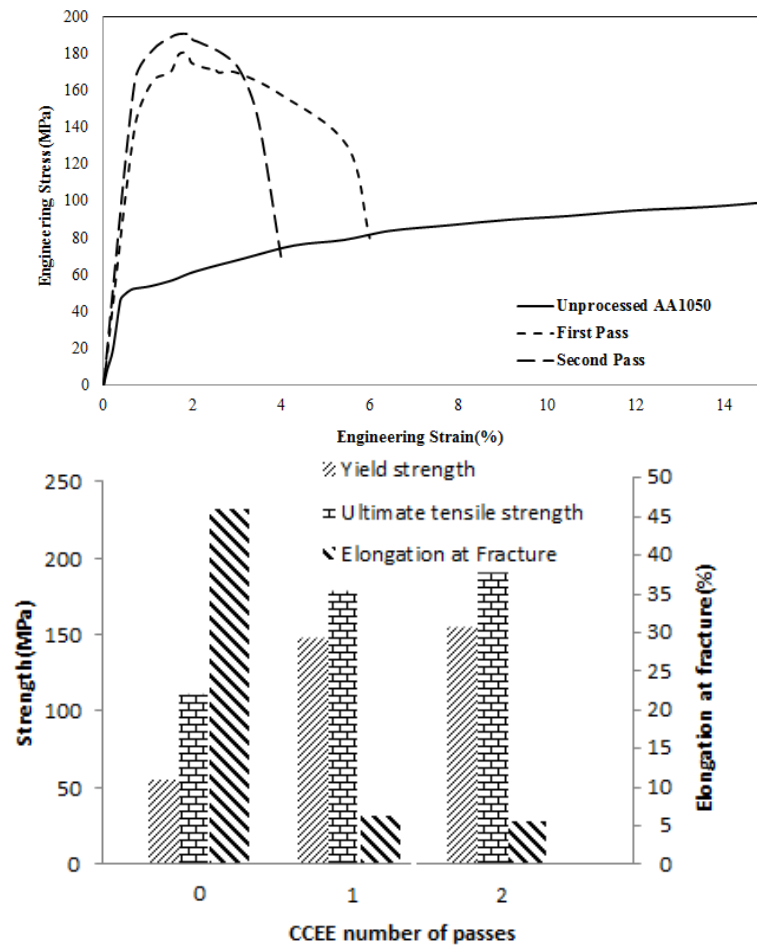 200
180
160
140
120
100
80
60
40
20
0
Engineering Stress (MPa)
Unprocessed AA1050
First Pass
Second Pass
0 2 4 6 8 10 12 14
Engineering Strain(%)
250
200
150
100
50
0
Strength(MPa)
Yield strength
Ultimate tensile strength
Elongation at Fracture
50
45
40
35
30
25
20
15
10
5
0
Elongation at fracture(%)
0 1 2
CCEE number of passes